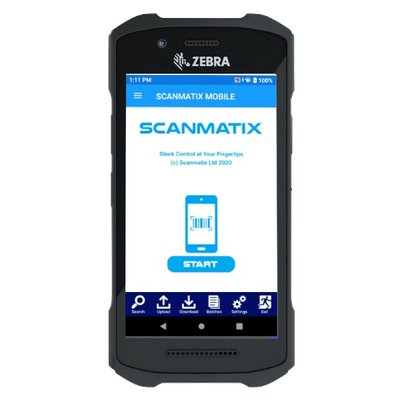 ZEBRA
1:11 PM 100%
SCANMATIX MOBILE
SCANMATIX
Stock Control at Your Fingertips
(c) Scanmatix Ltd 2020
START
Search Upload Download Batches Settings Exit